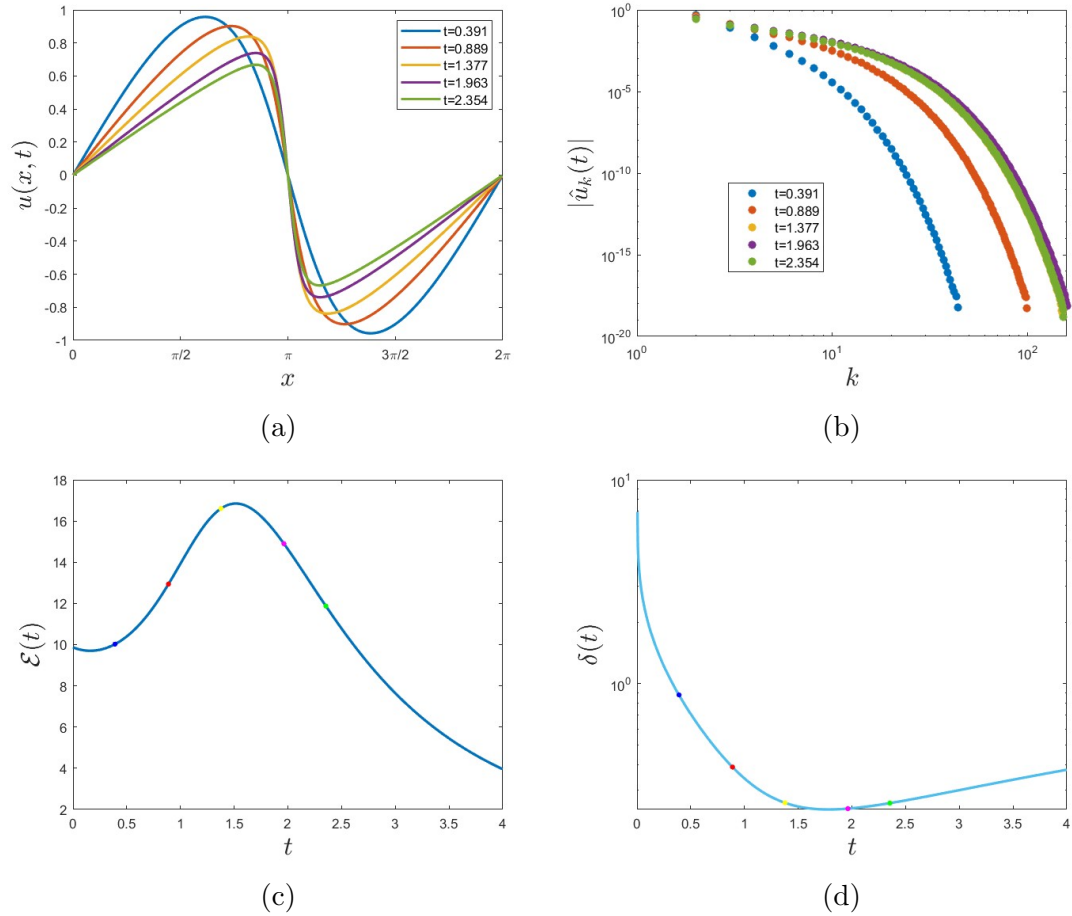 1
0.8
0.6
0.4
0.2
0
-0.2
-0.4
-0.6
-0.8
-1
u(x, t)
t=0.391
t=0.889
t=1.377
t=1.963
t=2.354
0 π/2 π 3π/2 2π
x
(a)
10^0
10^-5
10^-10
10^-15
10^-20
|û_k(t)|
t=0.391
t=0.889
t=1.377
t=1.963
t=2.354
10^0 10^1 10^2
k
(b)
18
16
14
12
10
8
6
4
2
ℰ(t)
0 0.5 1 1.5 2 2.5 3 3.5 4
t
(c)
10^1
10^0
δ(t)
0 0.5 1 1.5 2 2.5 3 3.5 4
t
(d)